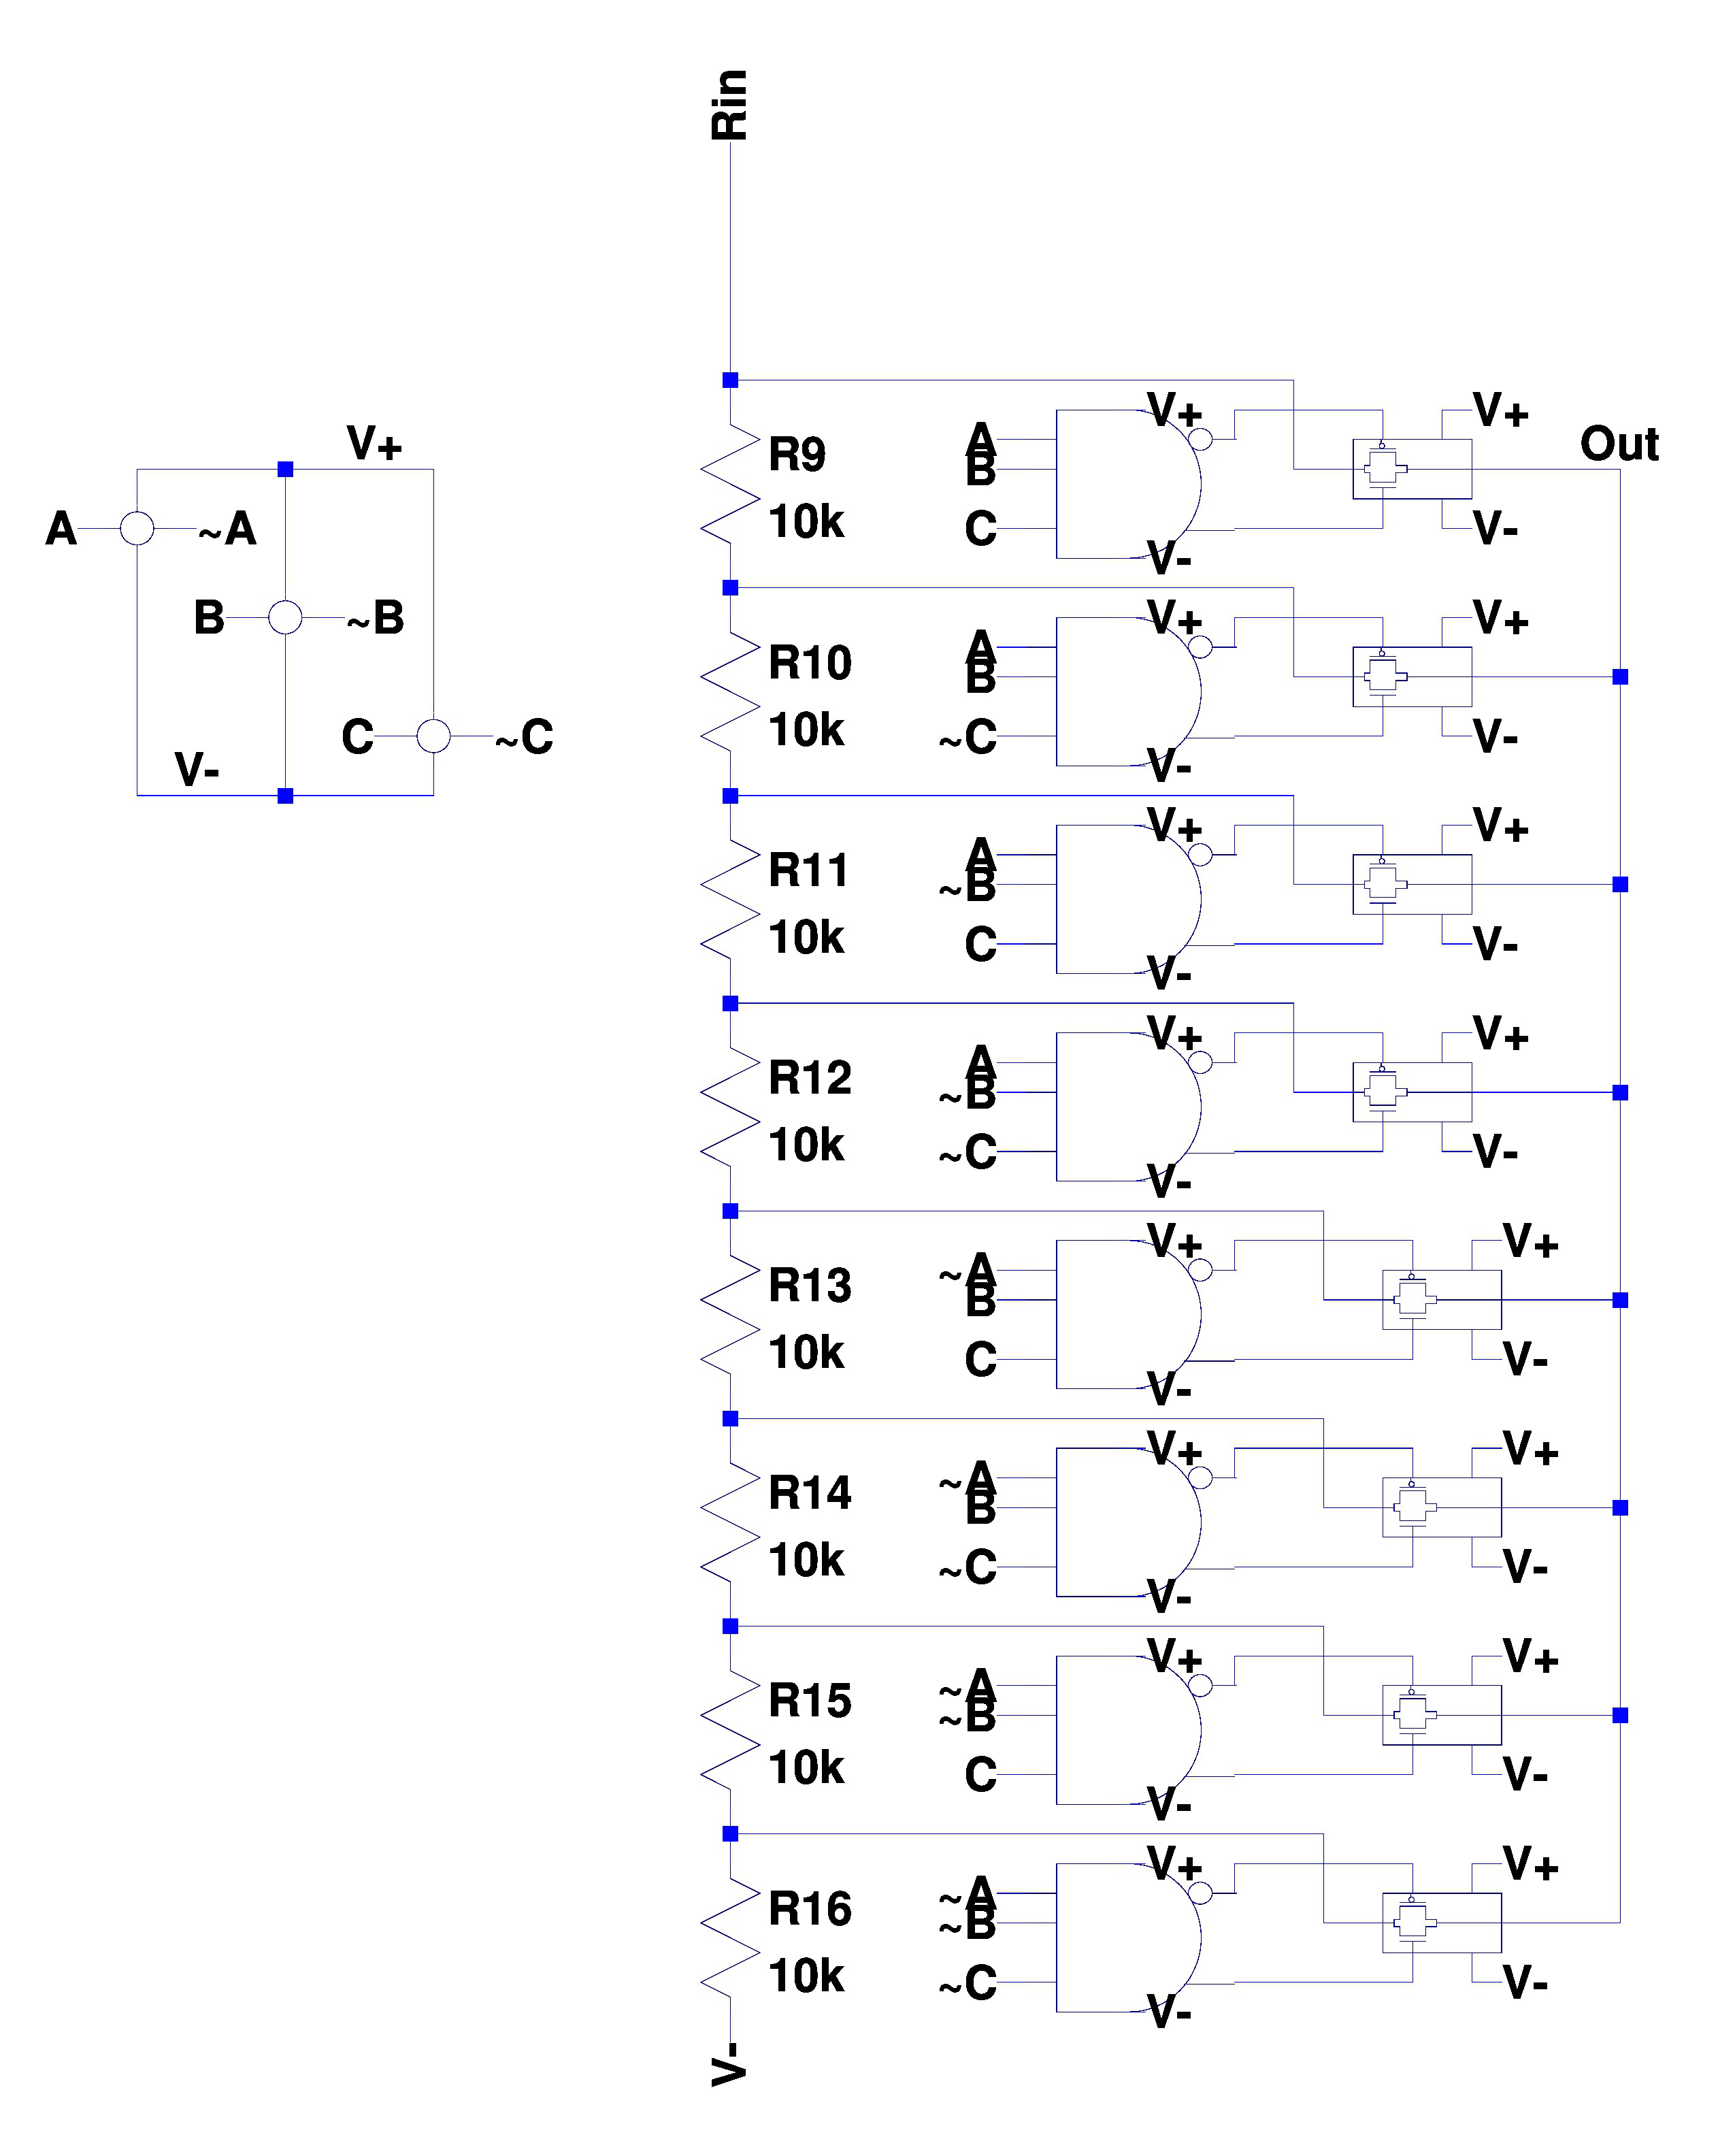 Rin
V+
A ~A
B ~B
C ~C
V-
Out
R9
10k
A
B
C
V+
V-
V+
V-
R10
10k
A
B
~C
V+
V-
V+
V-
R11
10k
A
~B
C
V+
V-
V+
V-
R12
10k
A
~B
~C
V+
V-
V+
V-
R13
10k
~A
B
C
V+
V-
V+
V-
R14
10k
~A
B
~C
V+
V-
V+
V-
R15
10k
~A
~B
C
V+
V-
V+
V-
R16
10k
~A
~B
~C
V+
V-
V+
V-
V-